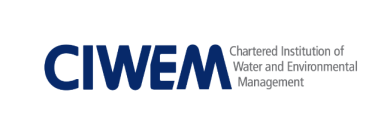 CIWEM
Chartered Institution of
Water and Environmental
Management